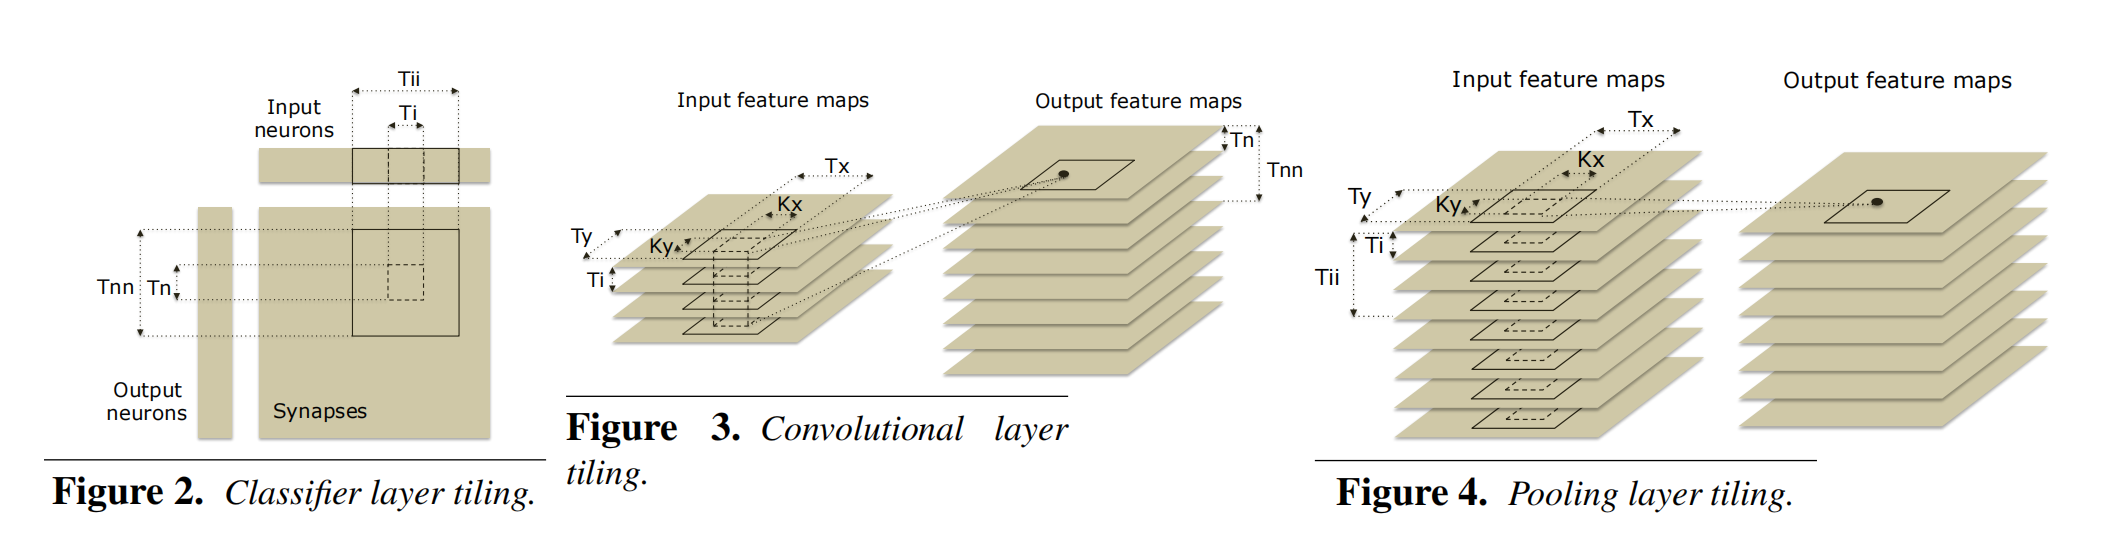 Tii
Input
neurons
Ti
Tnn
Tn
Output
neurons
Synapses
Figure 2. Classifier layer tiling.
Input feature maps
Output feature maps
Tn
Tnn
Tx
Kx
Ty
Ky
Ti
Figure 3. Convolutional layer
tiling.
Input feature maps
Output feature maps
Tx
Kx
Ty
Ky
Ti
Tii
Figure 4. Pooling layer tiling.